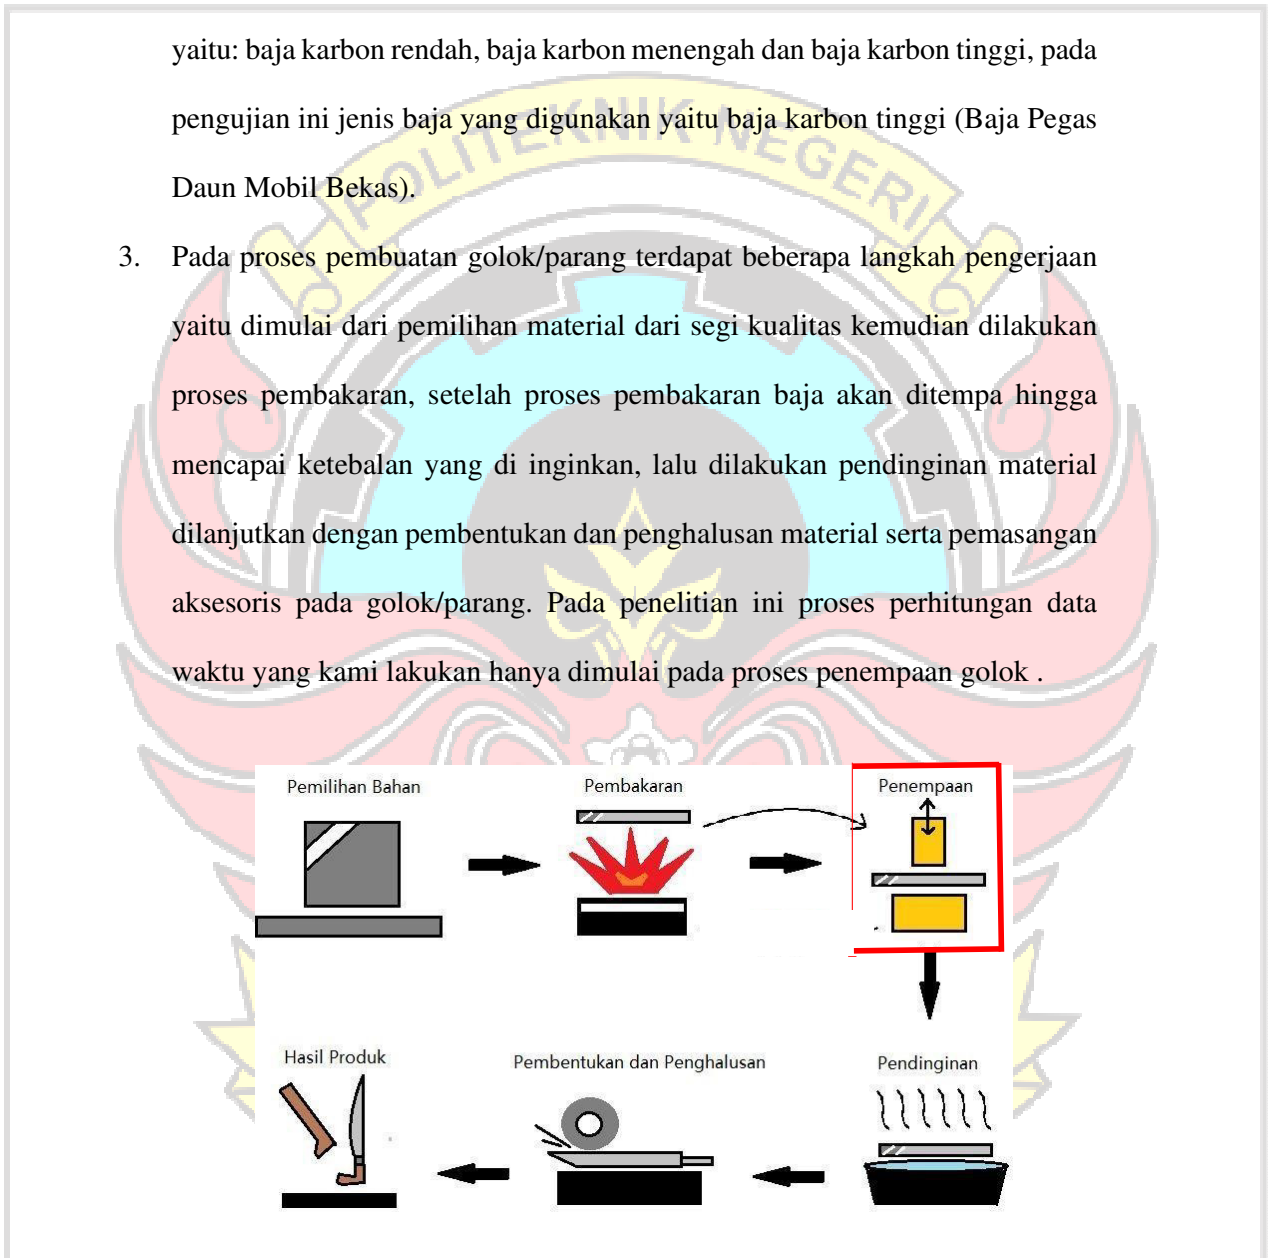 yaitu: baja karbon rendah, baja karbon menengah dan baja karbon tinggi, pada
pengujian ini jenis baja yang digunakan yaitu baja karbon tinggi (Baja Pegas
Daun Mobil Bekas).
POLITEKNIK NEGERI
3. Pada proses pembuatan golok/parang terdapat beberapa langkah pengerjaan
yaitu dimulai dari pemilihan material dari segi kualitas kemudian dilakukan
proses pembakaran, setelah proses pembakaran baja akan ditempa hingga
mencapai ketebalan yang di inginkan, lalu dilakukan pendinginan material
dilanjutkan dengan pembentukan dan penghalusan material serta pemasangan
aksesoris pada golok/parang. Pada penelitian ini proses perhitungan data
waktu yang kami lakukan hanya dimulai pada proses penempaan golok .
Pemilihan Bahan
Pembakaran
Penempaan
Hasil Produk
Pembentukan dan Penghalusan
Pendinginan